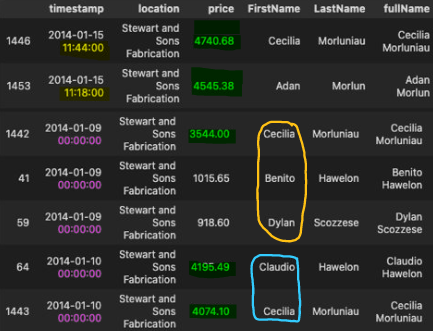 timestamp location price FirstName LastName fullName
1446 2014-01-15 11:44:00 Stewart and Sons Fabrication 4740.68 Cecilia Morluniau Cecilia Morluniau
1453 2014-01-15 11:18:00 Stewart and Sons Fabrication 4545.38 Adan Morlun Adan Morlun
1442 2014-01-09 00:00:00 Stewart and Sons Fabrication 3544.00 Cecilia Morluniau Cecilia Morluniau
41 2014-01-09 00:00:00 Stewart and Sons Fabrication 1015.65 Benito Hawelon Benito Hawelon
59 2014-01-09 00:00:00 Stewart and Sons Fabrication 918.60 Dylan Scozzese Dylan Scozzese
64 2014-01-10 00:00:00 Stewart and Sons Fabrication 4195.49 Claudio Hawelon Claudio Hawelon
1443 2014-01-10 00:00:00 Stewart and Sons Fabrication 4074.10 Cecilia Morluniau Cecilia Morluniau